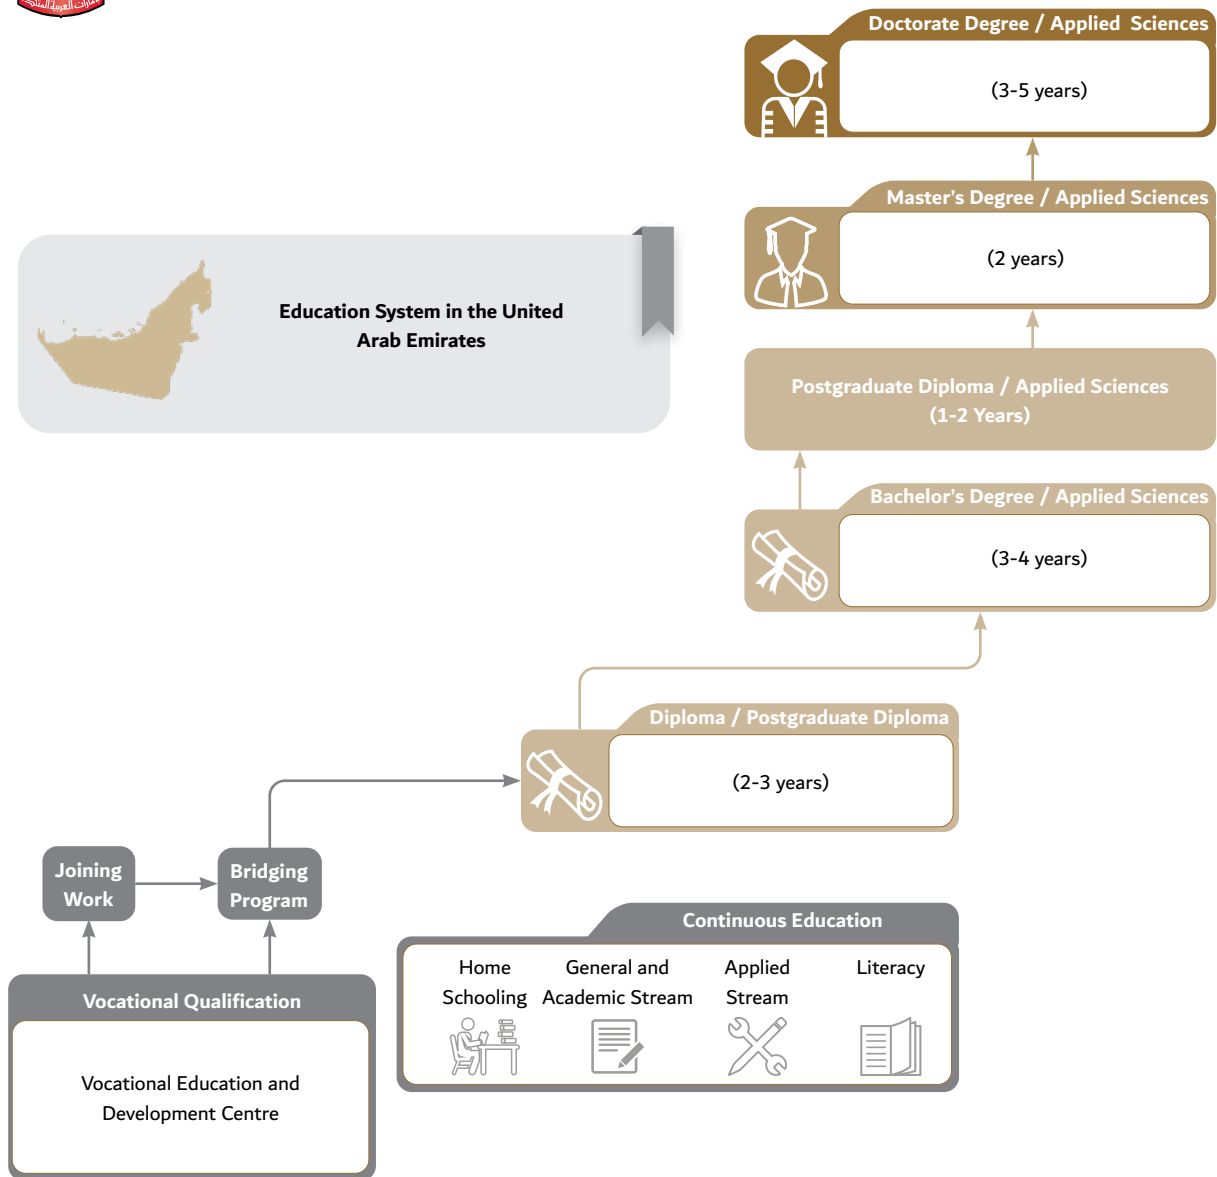 الإمارات العربية المتحدة
Doctorate Degree / Applied Sciences
(3-5 years)
Master's Degree / Applied Sciences
(2 years)
Education System in the United
Arab Emirates
Postgraduate Diploma / Applied Sciences
(1-2 Years)
Bachelor's Degree / Applied Sciences
(3-4 years)
Diploma / Postgraduate Diploma
(2-3 years)
Joining
Work
Bridging
Program
Continuous Education
Home
Schooling
General and
Academic Stream
Applied
Stream
Literacy
Vocational Qualification
Vocational Education and
Development Centre